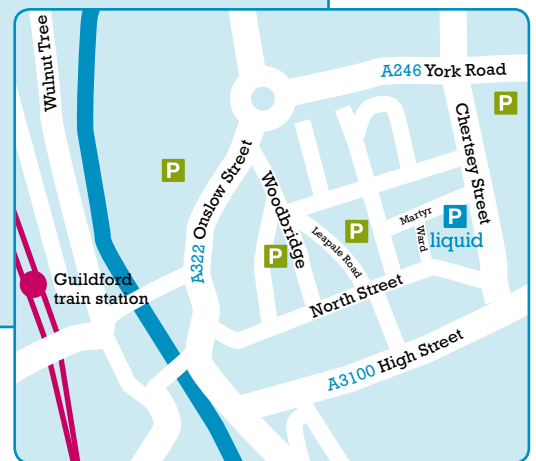 Wulnut Tree
A246 York Road
P
Chertsey Street
P
A322 Onslow Street
Woodbridge
Martyr
Ward
P
liquid
P
Leapale Road
P
Guildford
train station
North Street
A3100 High Street